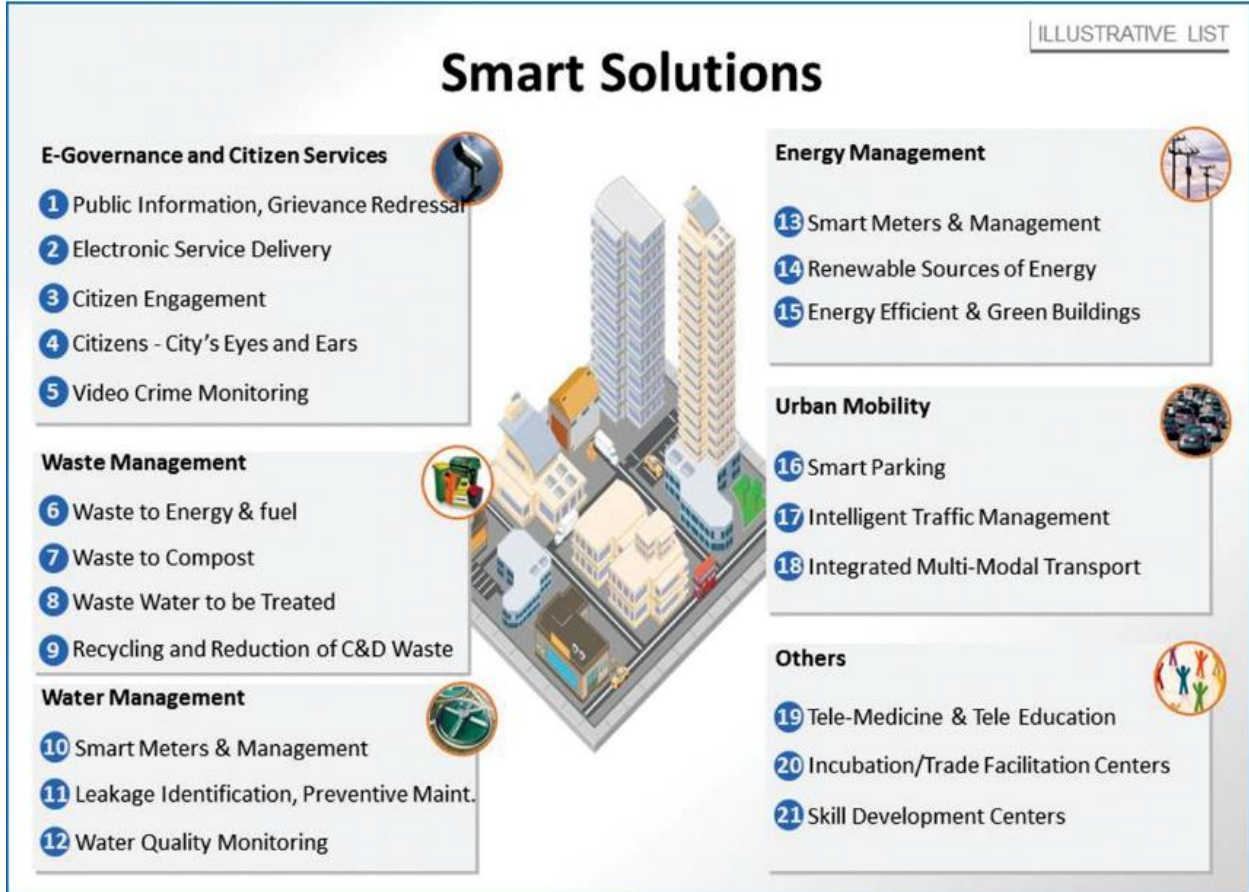 ILLUSTRATIVE LIST
Smart Solutions
E-Governance and Citizen Services
1 Public Information, Grievance Redressal
2 Electronic Service Delivery
3 Citizen Engagement
4 Citizens - City's Eyes and Ears
5 Video Crime Monitoring
Waste Management
6 Waste to Energy & fuel
7 Waste to Compost
8 Waste Water to be Treated
9 Recycling and Reduction of C&D Waste
Water Management
10 Smart Meters & Management
11 Leakage Identification, Preventive Maint.
12 Water Quality Monitoring
Energy Management
13 Smart Meters & Management
14 Renewable Sources of Energy
15 Energy Efficient & Green Buildings
Urban Mobility
16 Smart Parking
17 Intelligent Traffic Management
18 Integrated Multi-Modal Transport
Others
19 Tele-Medicine & Tele Education
20 Incubation/Trade Facilitation Centers
21 Skill Development Centers